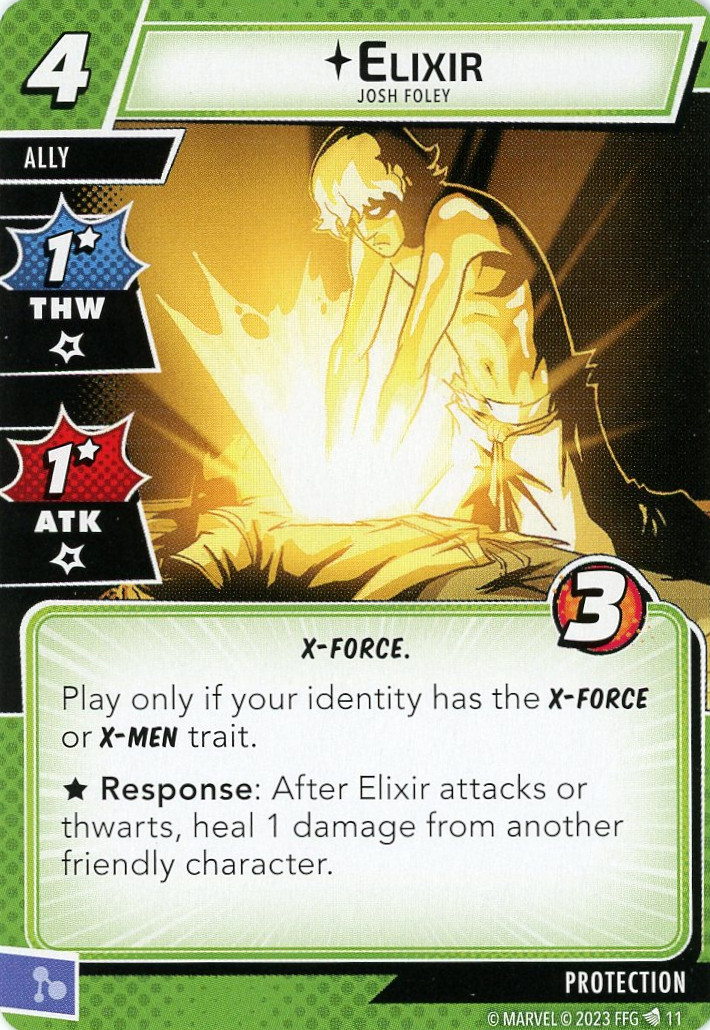 4
ELIXIR
JOSH FOLEY
ALLY
1
THW
1
ATK
3
X-FORCE.
Play only if your identity has the X-FORCE
or X-MEN trait.
★ Response: After Elixir attacks or
thwarts, heal 1 damage from another
friendly character.
PROTECTION
© MARVEL © 2023 FFG 11